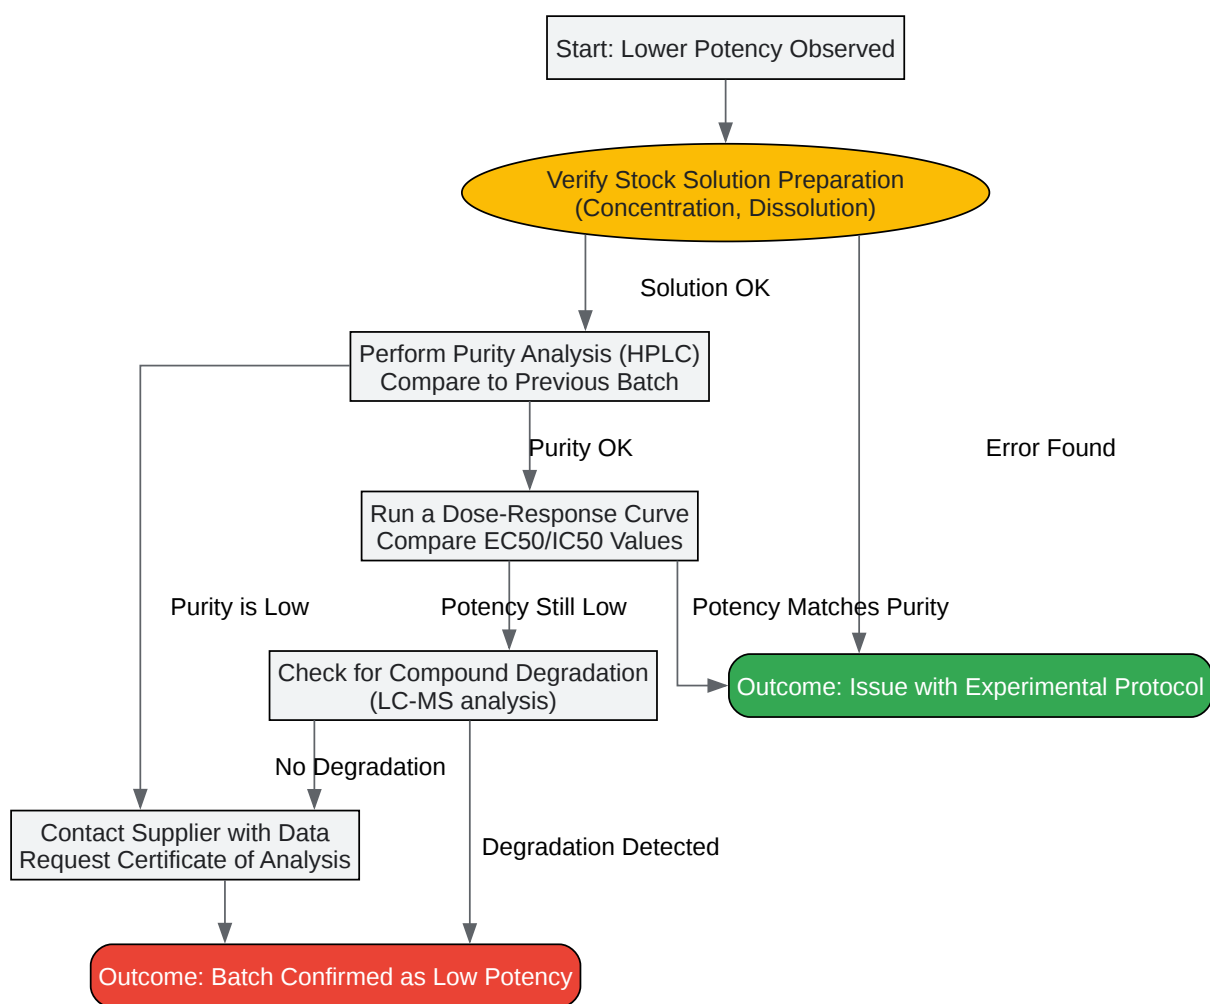 Start: Lower Potency Observed
Verify Stock Solution Preparation
(Concentration, Dissolution)
Solution OK
Perform Purity Analysis (HPLC)
Compare to Previous Batch
Purity OK
Error Found
Run a Dose-Response Curve
Compare EC50/IC50 Values
Purity is Low
Potency Still Low
Potency Matches Purity
Check for Compound Degradation
(LC-MS analysis)
Outcome: Issue with Experimental Protocol
No Degradation
Contact Supplier with Data
Request Certificate of Analysis
Degradation Detected
Outcome: Batch Confirmed as Low Potency